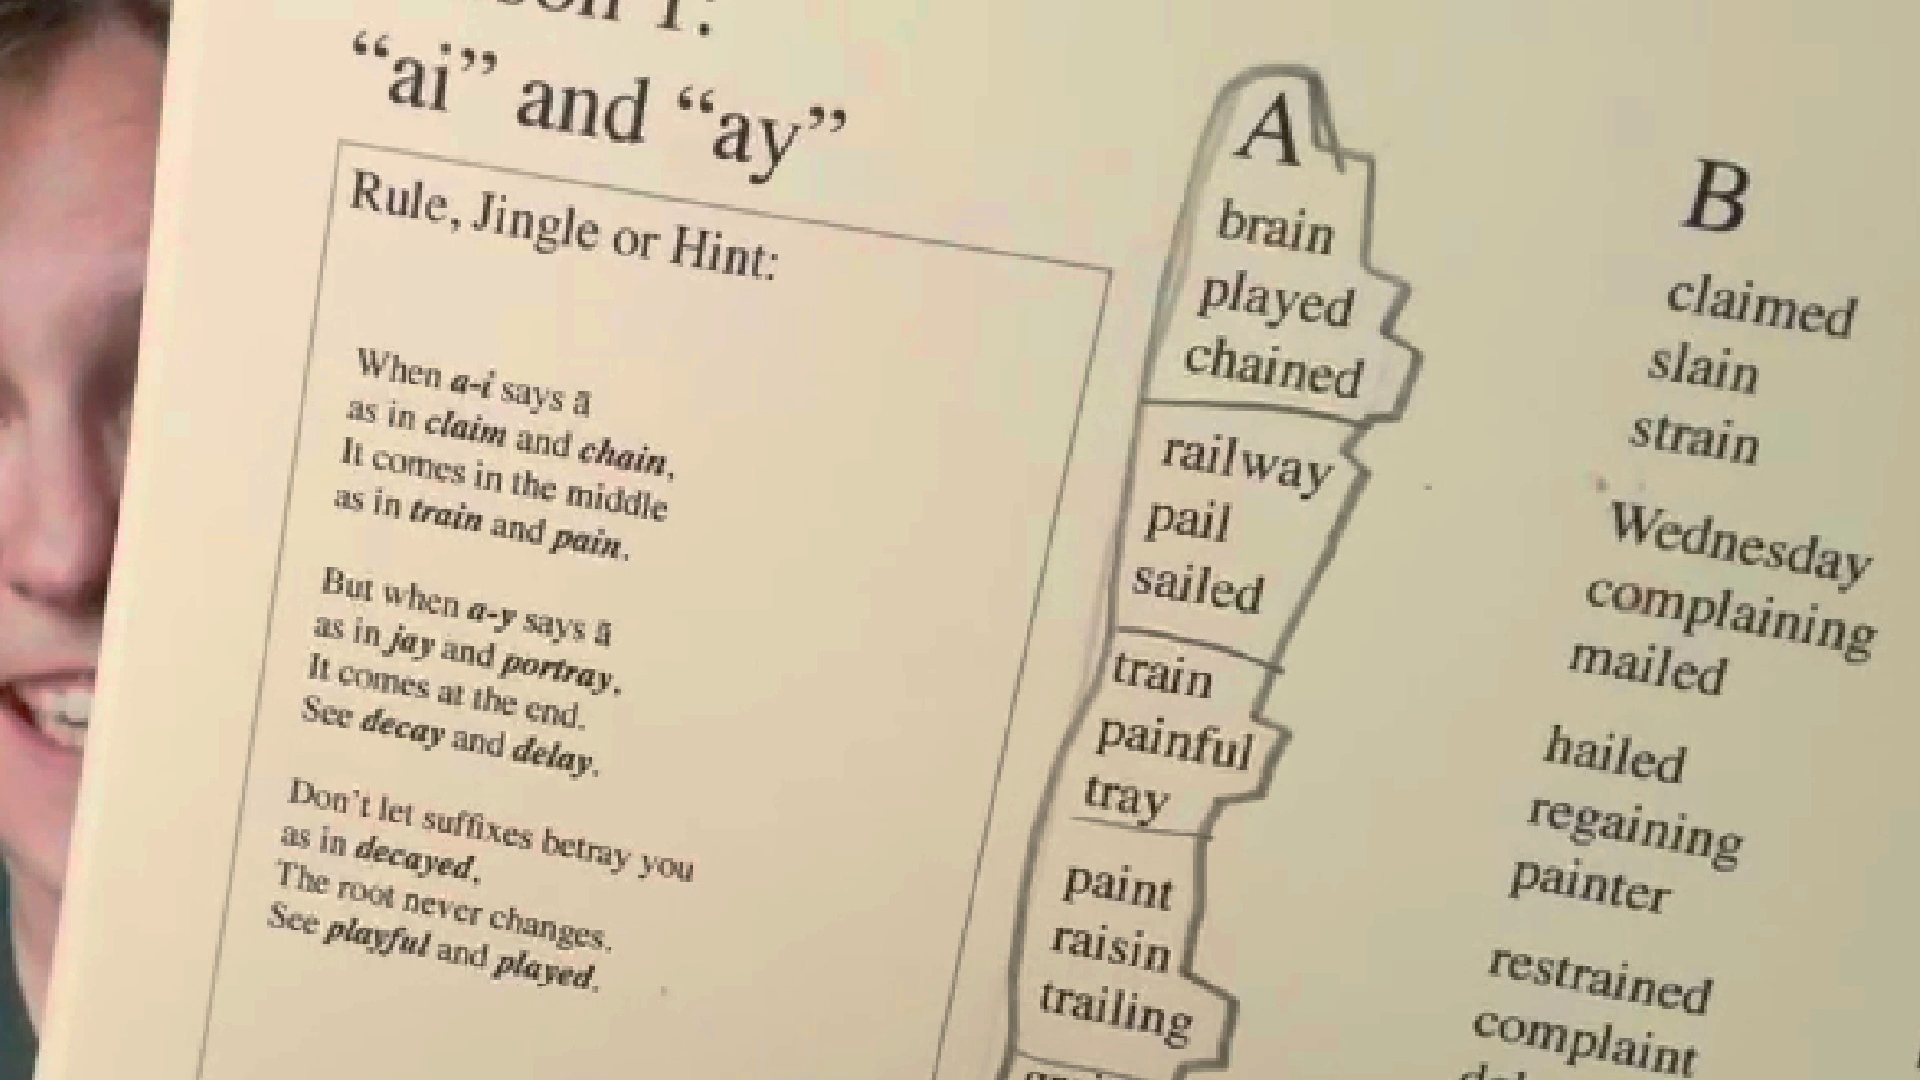 1:
“ai” and “ay”
Rule, Jingle or Hint:
When a-i says ā
as in claim and chain,
It comes in the middle
as in train and pain.
But when a-y says ā
as in jay and portray,
It comes at the end.
See decay and delay.
Don't let suffixes betray you
as in decayed,
The root never changes.
See playful and played.
A
brain
played
chained
railway
pail
sailed
train
painful
tray
paint
raisin
trailing
B
claimed
slain
strain
Wednesday
complaining
mailed
hailed
regaining
painter
restrained
complaint